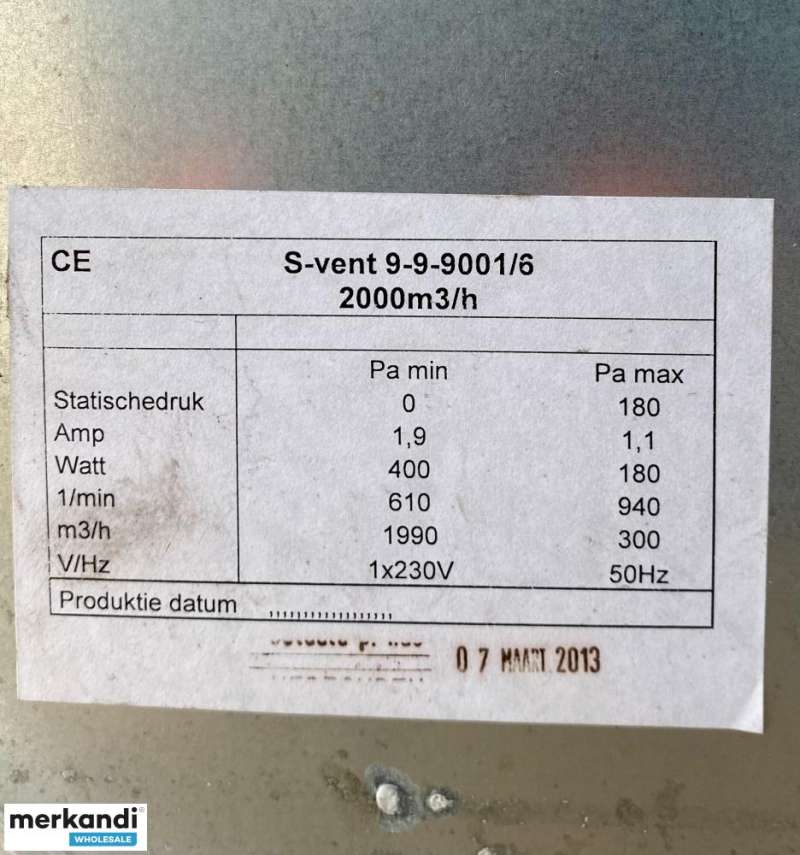 CE
S-vent 9-9-9001/6
2000m3/h
Pa min Pa max
Statischedruk 0 180
Amp 1,9 1,1
Watt 400 180
1/min 610 940
m3/h 1990 300
V/Hz 1x230V 50Hz
Produktie datum ,,,,,,,,,,,,,,,,,,
07 MAART 2013
merkandi
WHOLESALE